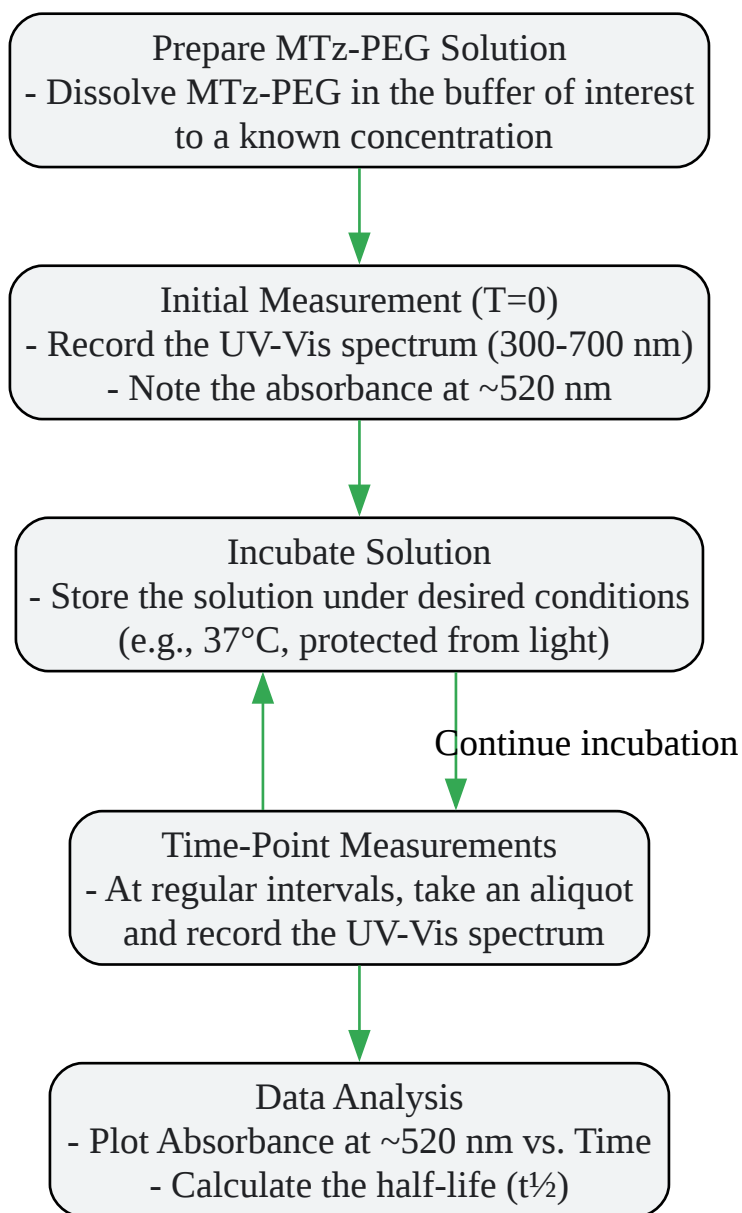 Prepare MTz-PEG Solution
- Dissolve MTz-PEG in the buffer of interest
to a known concentration
Initial Measurement (T=0)
- Record the UV-Vis spectrum (300-700 nm)
- Note the absorbance at ~520 nm
Incubate Solution
- Store the solution under desired conditions
(e.g., 37°C, protected from light)
Continue incubation
Time-Point Measurements
- At regular intervals, take an aliquot
and record the UV-Vis spectrum
Data Analysis
- Plot Absorbance at ~520 nm vs. Time
- Calculate the half-life (t½)